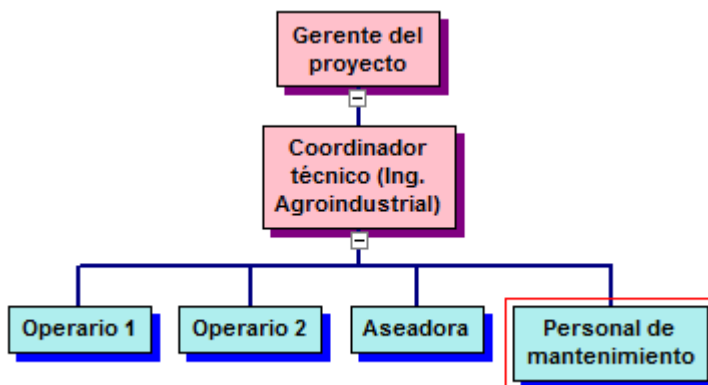 Gerente del
proyecto
Coordinador
técnico (Ing.
Agroindustrial)
Operario 1
Operario 2
Aseadora
Personal de
mantenimiento